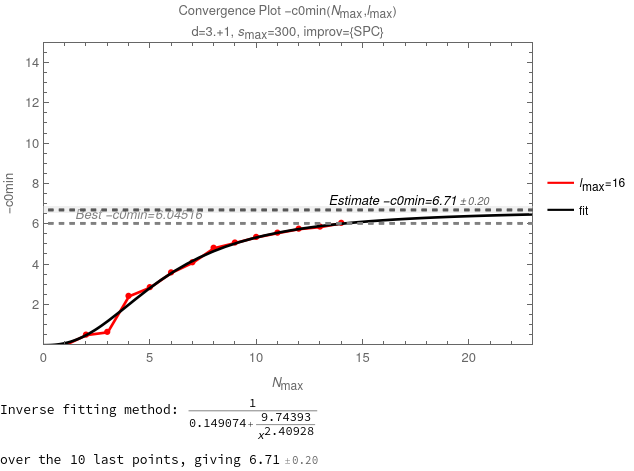 Convergence Plot −c0min(Nmax,lmax)
d=3.+1, smax=300, improv={SPC}
14
12
10
8
6
4
2
−c0min
Estimate −c0min=6.71 ±0.20
Best −c0min=6.04516
lmax=16
fit
0 5 10 15 20
Nmax
Inverse fitting method: 1
0.149074+ 9.74393
x2.40928
over the 10 last points, giving 6.71 ±0.20